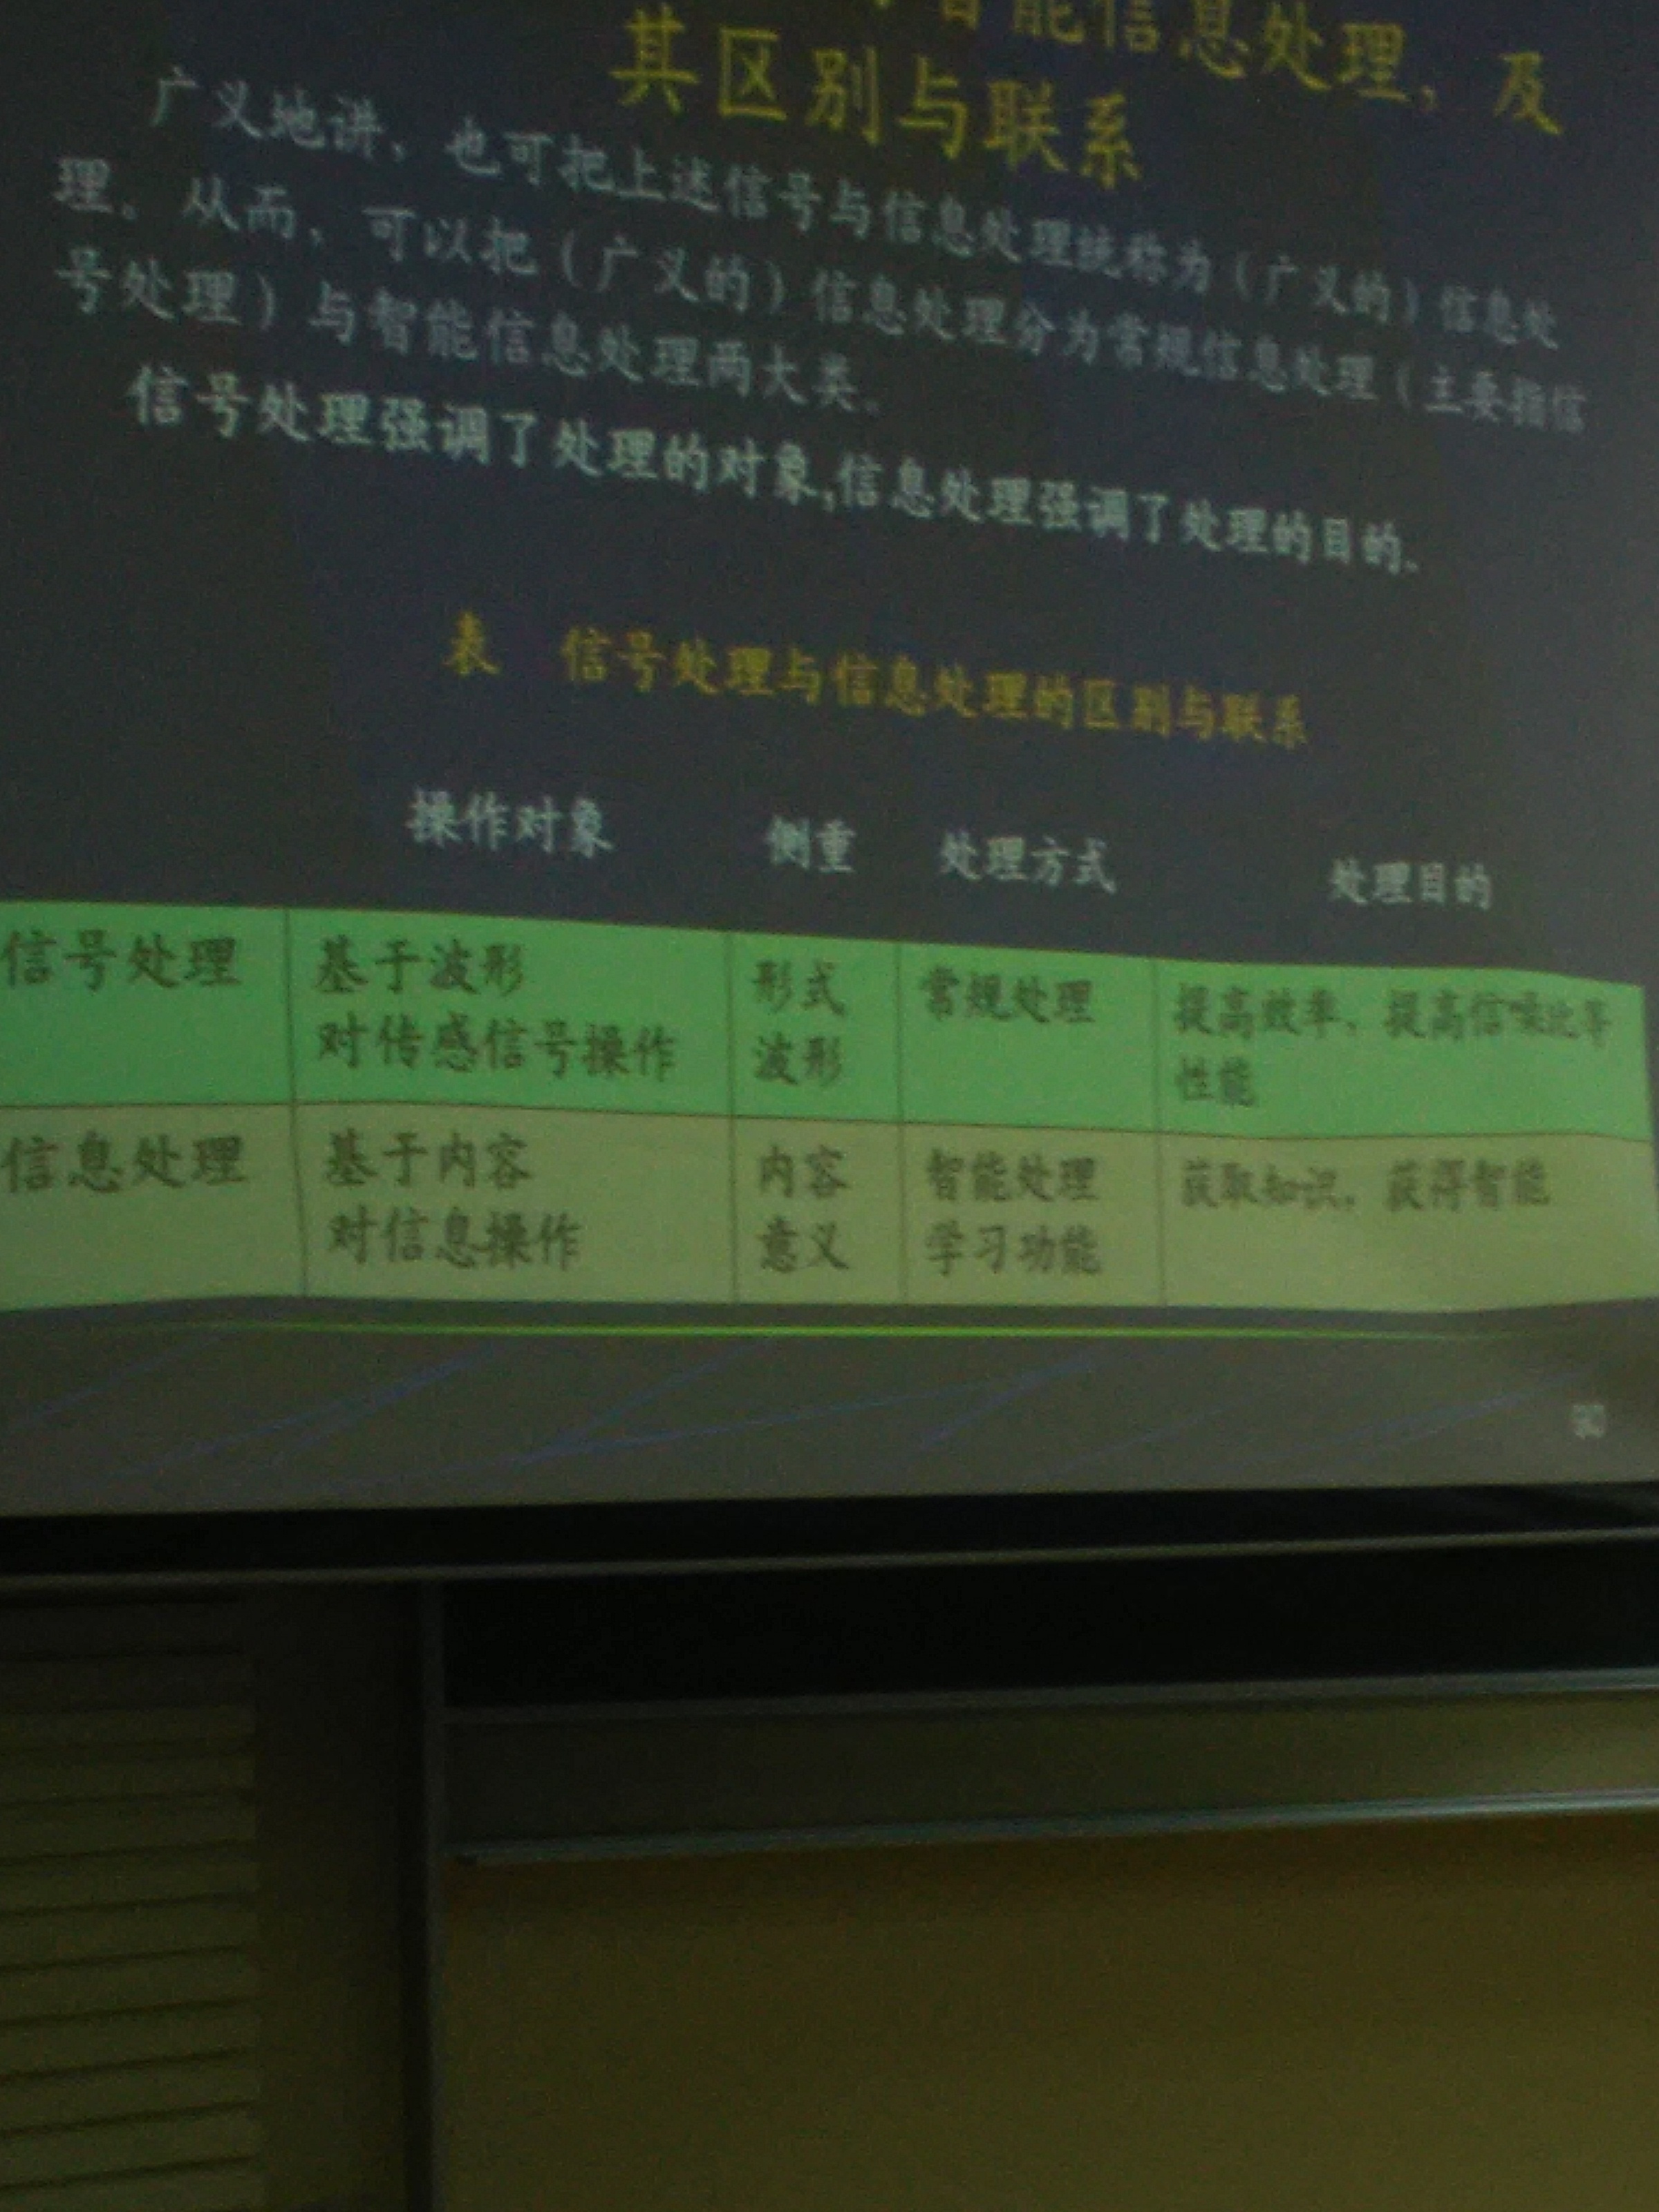 智能信息处理，及
其区别与联系
广义地讲，也可把上述信号与信息处理统称为（广义的）信息处
理。从而，可以把（广义的）信息处理分为常规信息处理（主要指信
号处理）与智能信息处理两大类。
信号处理强调了处理的对象,信息处理强调了处理的目的。
表 信号处理与信息处理的区别与联系
操作对象 侧重 处理方式 处理目的
信号处理 基于波形 形式 常规处理 提高效率，提高信噪比等
对传感信号操作 波形 性能
信息处理 基于内容 内容 智能处理 获取知识，获得智能
对信息操作 意义 学习功能